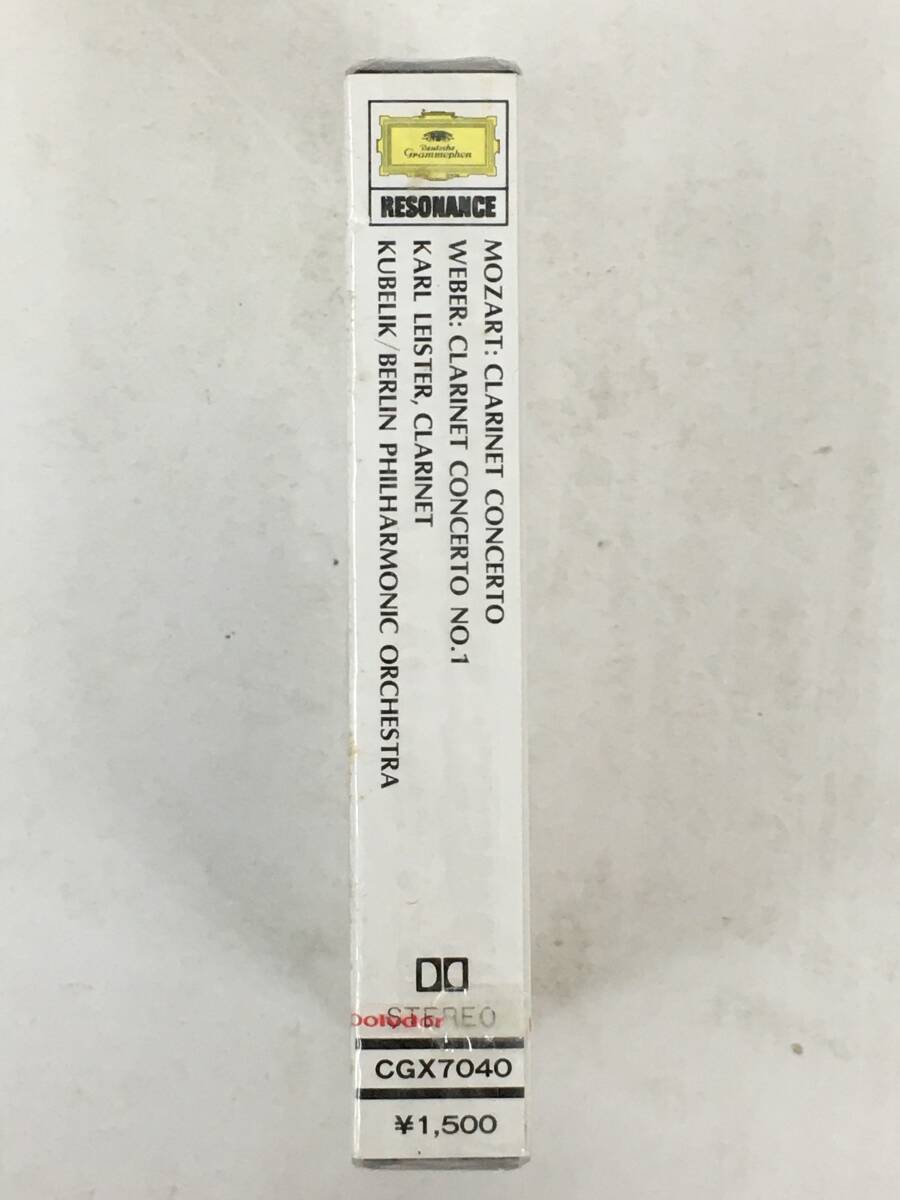 Deutsche
Grammophon
RESONANCE
MOZART: CLARINET CONCERTO
WEBER: CLARINET CONCERTO NO.1
KARL LEISTER, CLARINET
KUBELIK/BERLIN PHILHARMONIC ORCHESTRA
STEREO
polydor
CGX7040
¥1,500